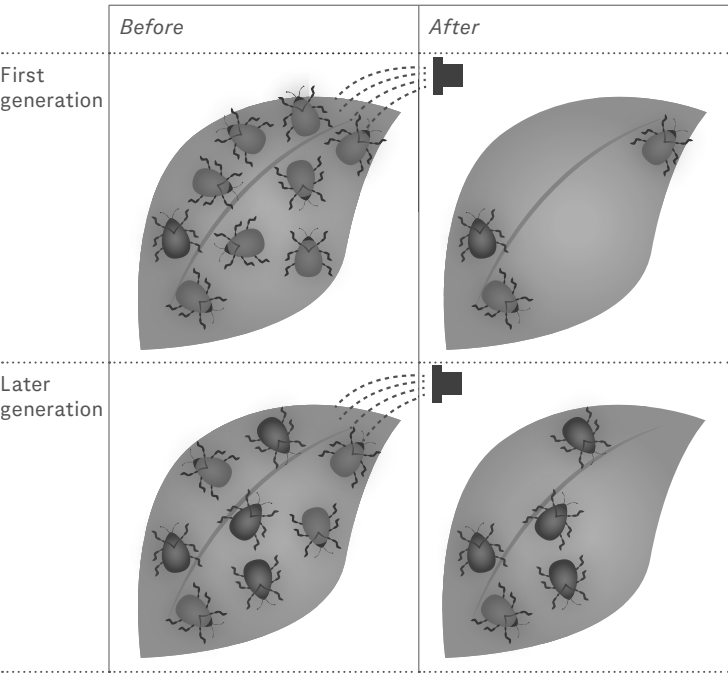 Before
After
First
generation
Later
generation